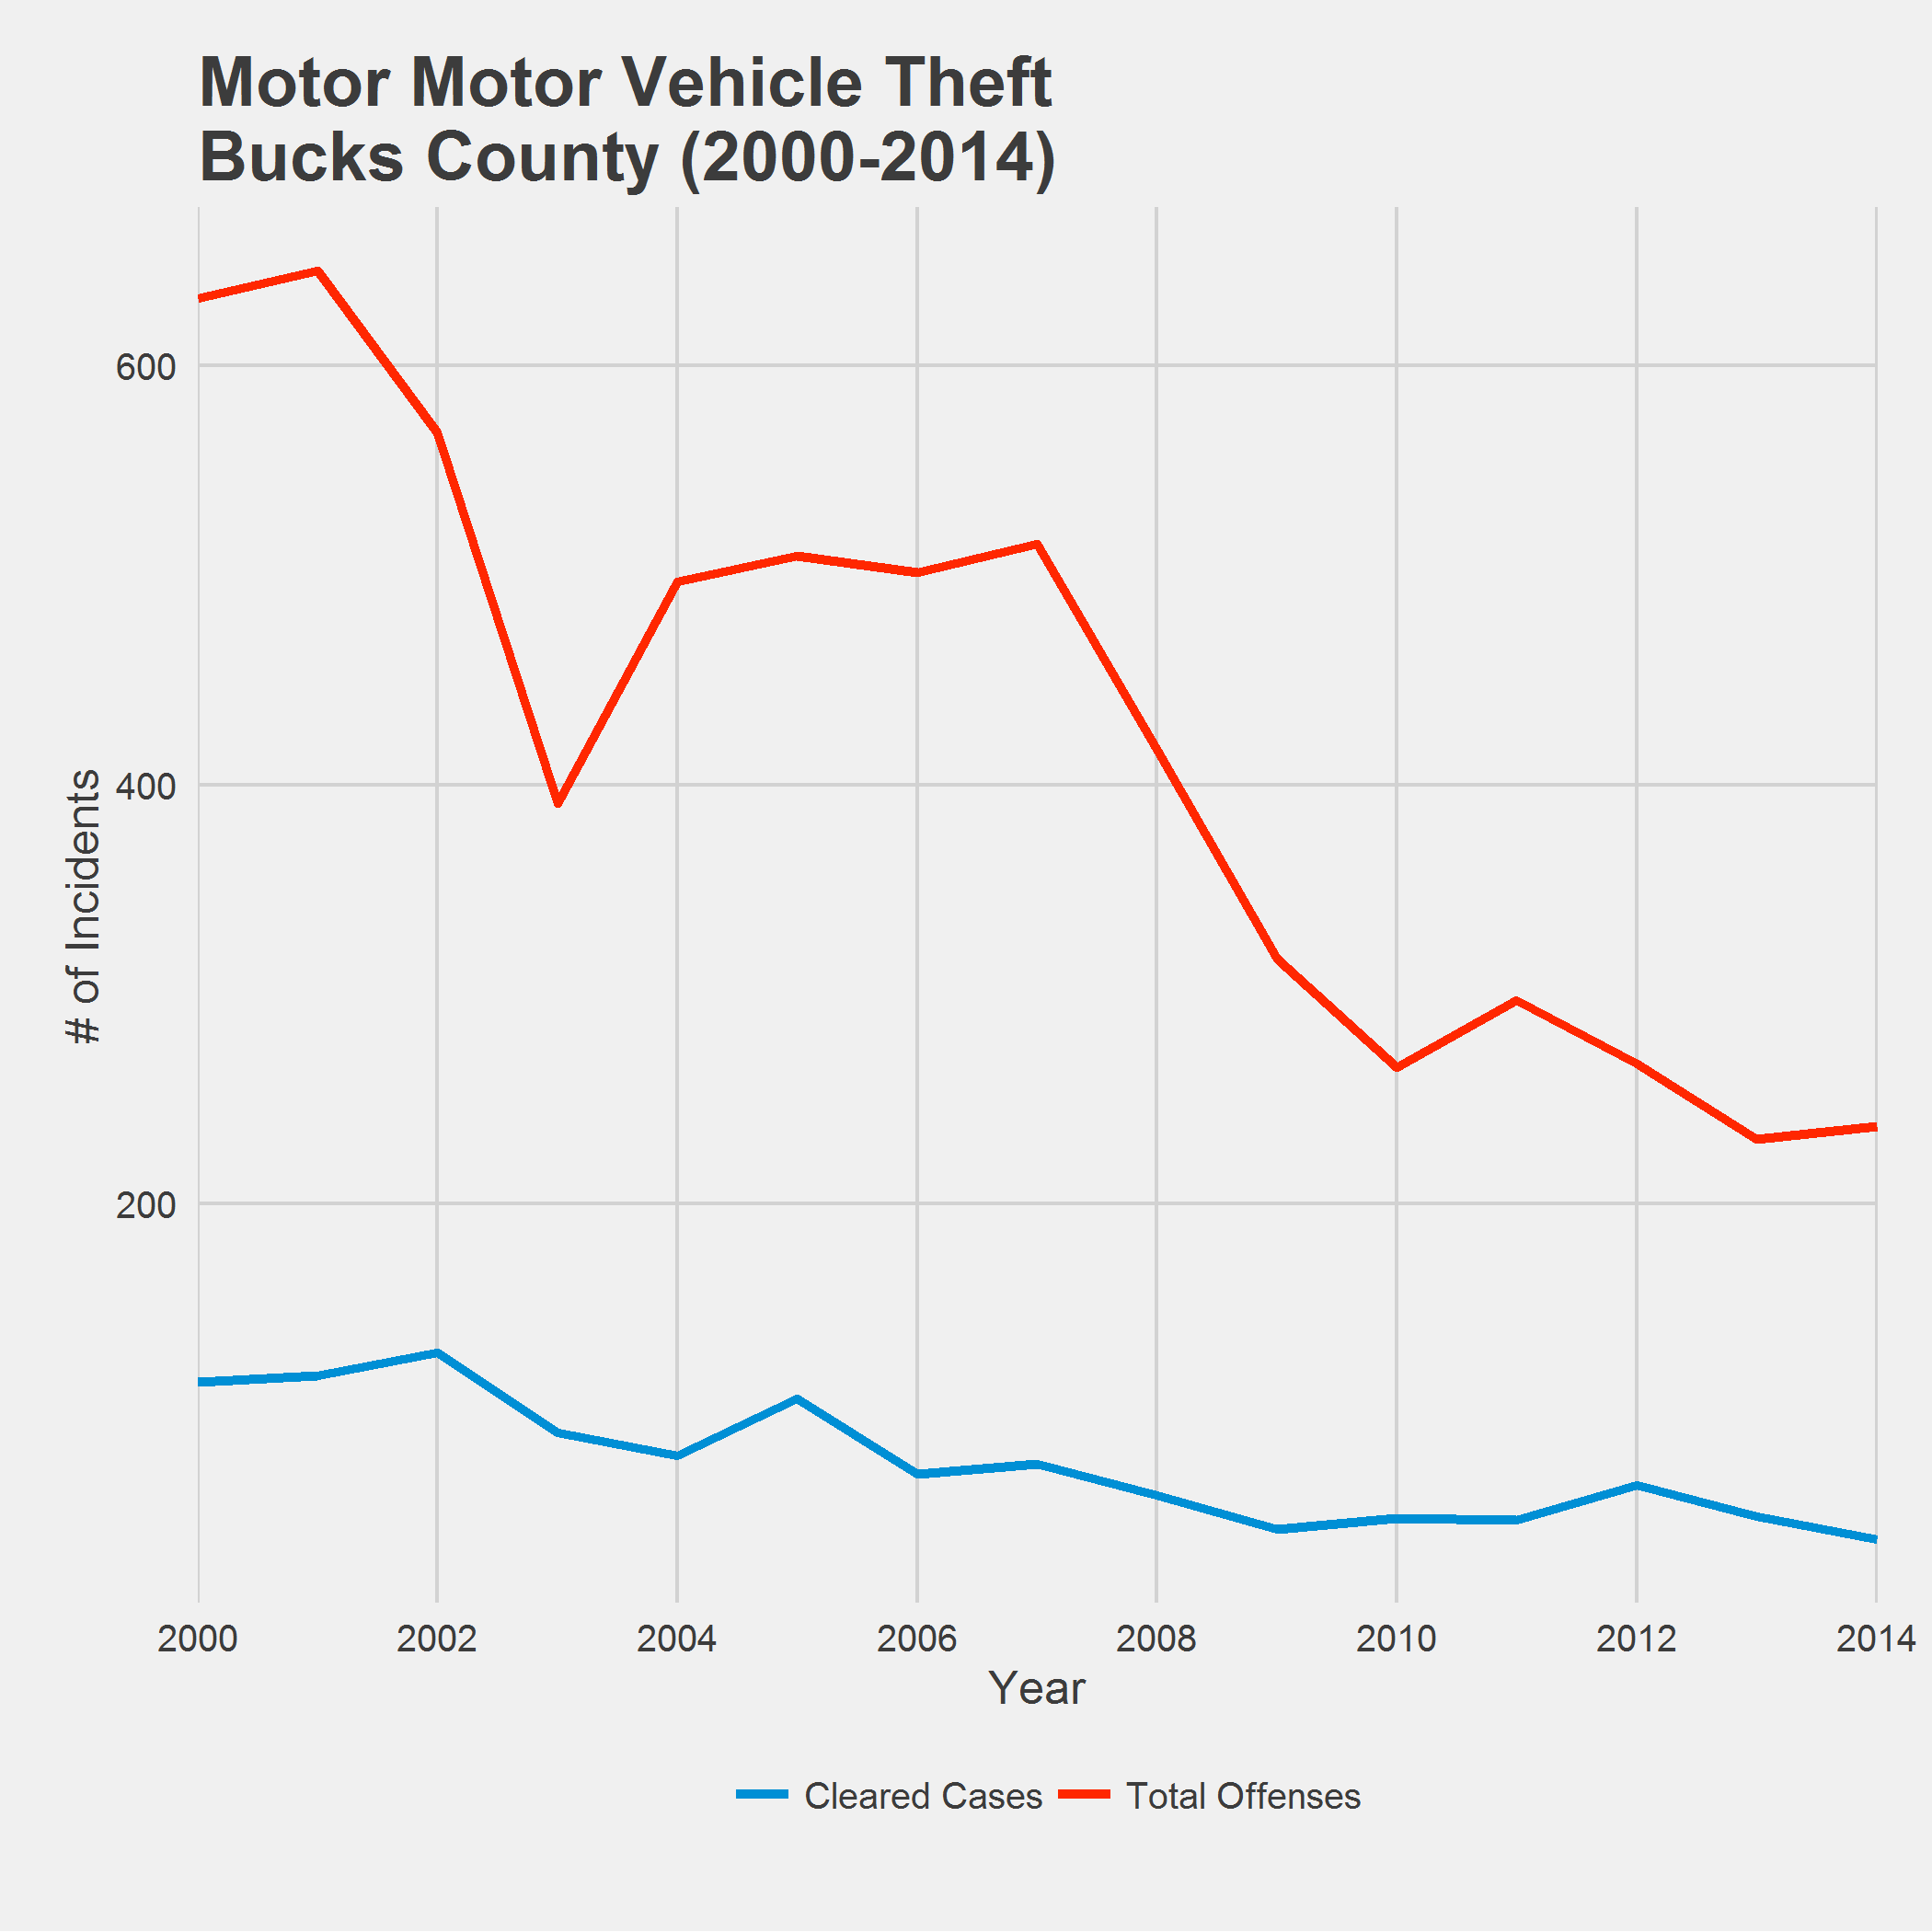 Motor Motor Vehicle Theft
Bucks County (2000-2014)
600
400
200
# of Incidents
2000 2002 2004 2006 2008 2010 2012 2014
Year
Cleared Cases Total Offenses